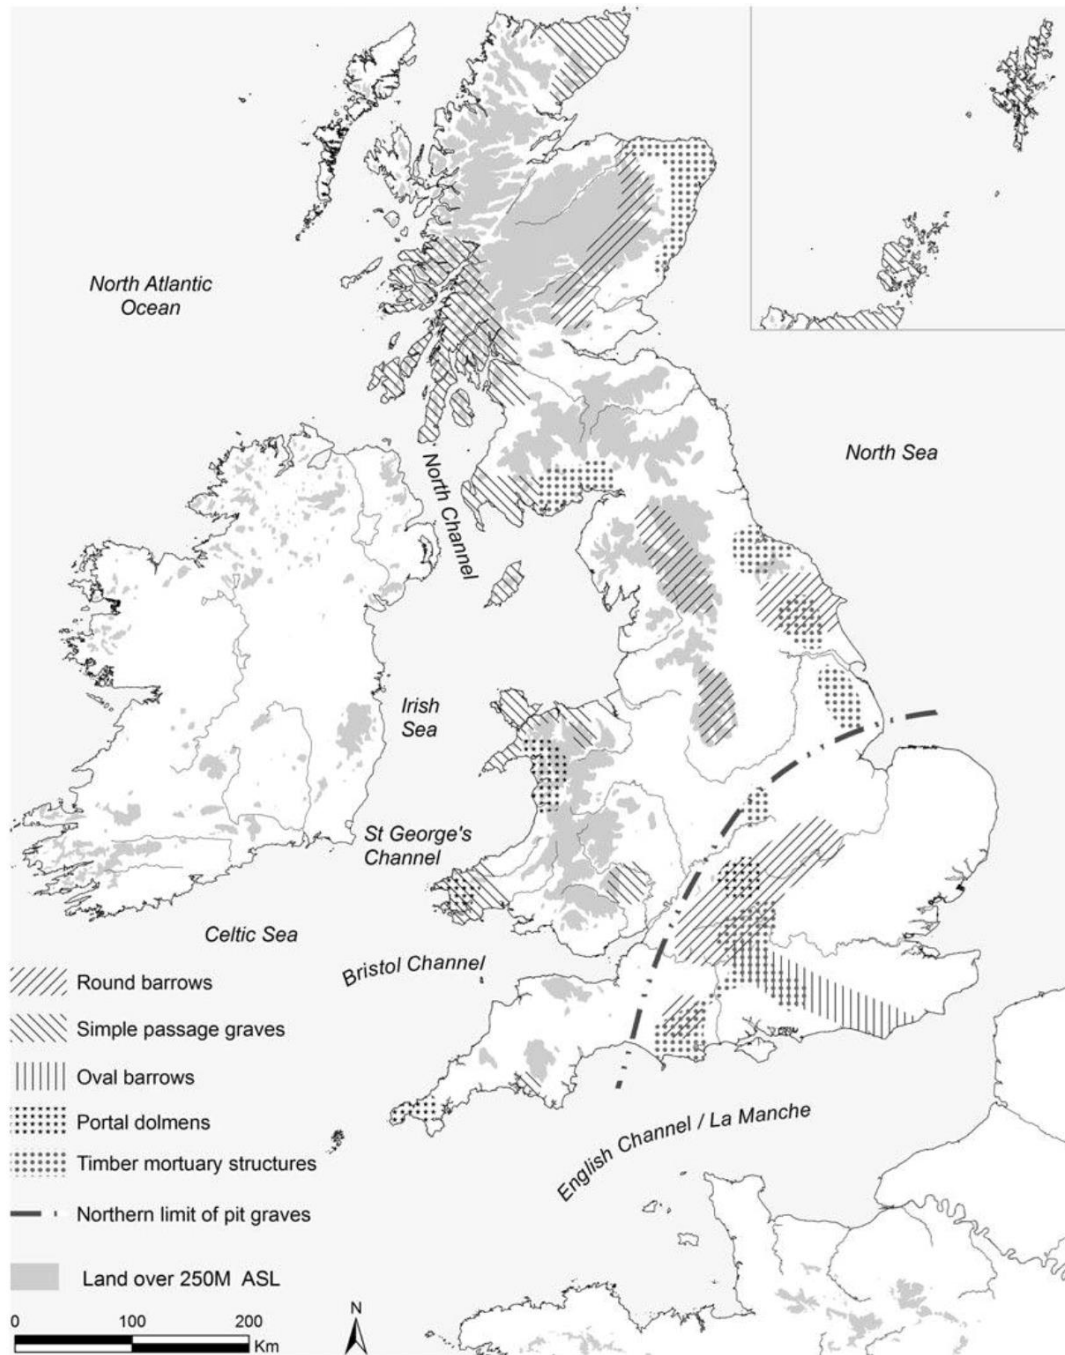 North Atlantic
Ocean
North Sea
North Channel
Irish
Sea
St George's
Channel
Celtic Sea
Bristol Channel
English Channel / La Manche
Round barrows
Simple passage graves
Oval barrows
Portal dolmens
Timber mortuary structures
Northern limit of pit graves
Land over 250M ASL
0 100 200
Km
N